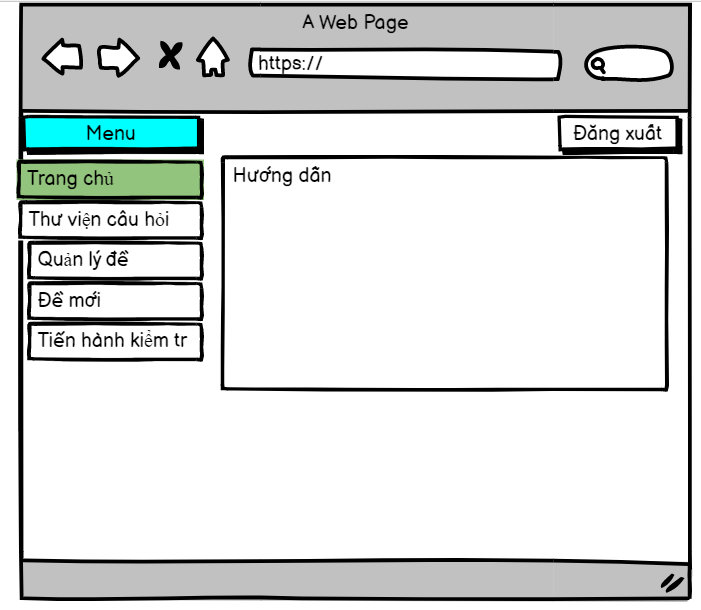 A Web Page
https://
Menu
Đăng xuất
Trang chủ
Hướng dẫn
Thư viện câu hỏi
Quản lý đề
Đề mới
Tiến hành kiểm tr